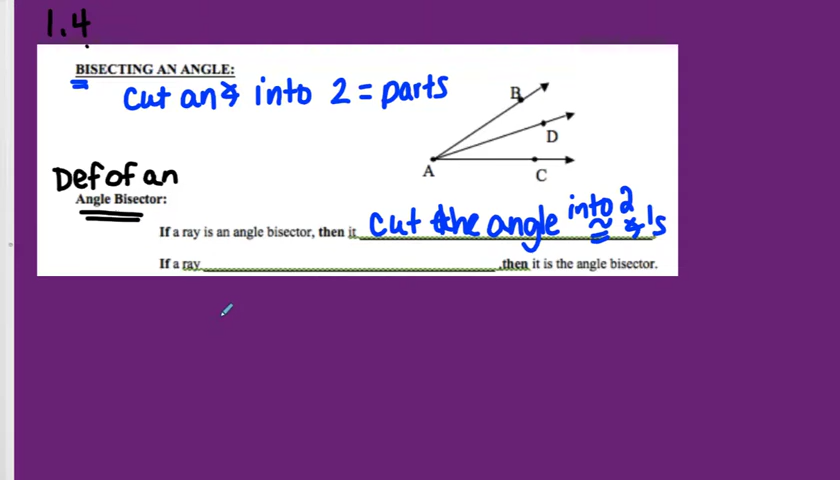 1.4
BISECTING AN ANGLE:
Cut an ∡ into 2 = parts
B
D
A
C
Def of an
Angle Bisector:
If a ray is an angle bisector, then it cut the angle into 2 ≅ ∡'s
If a ray ,then it is the angle bisector.